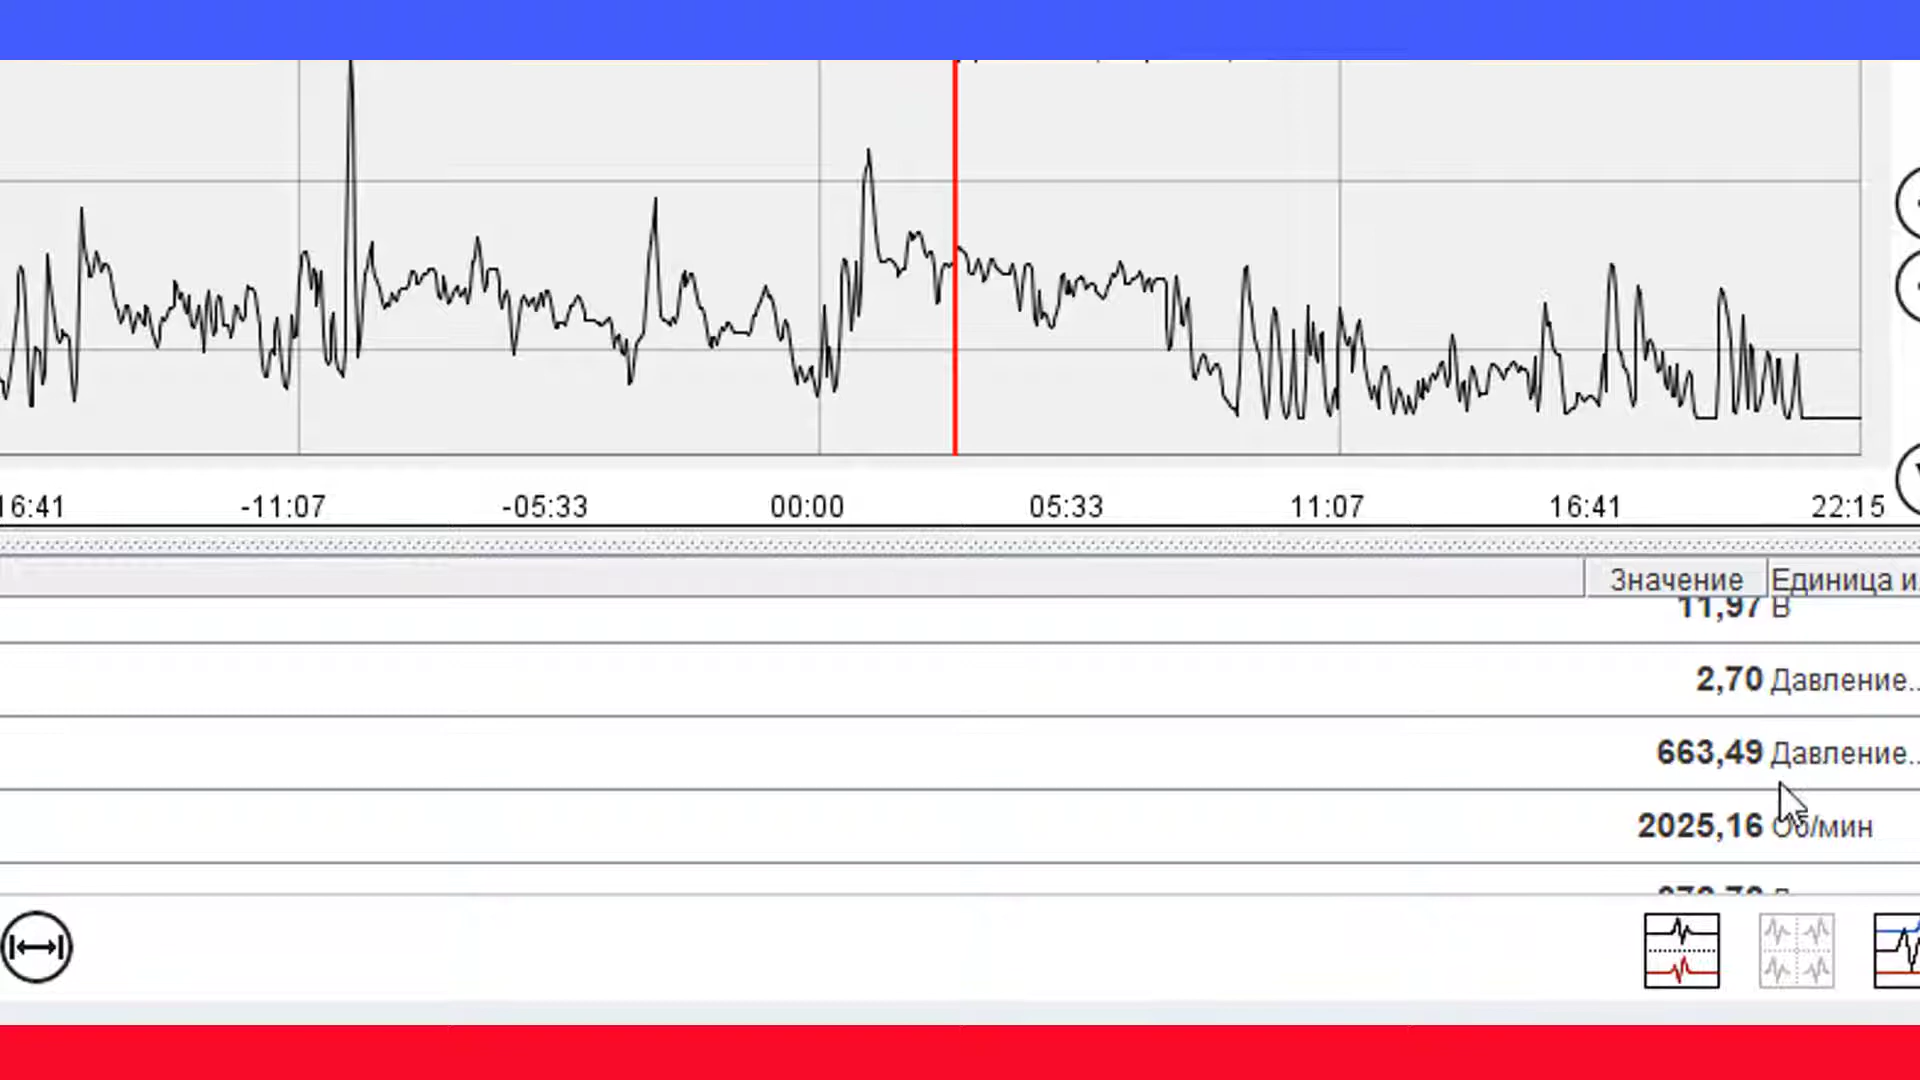 16:41 -11:07 -05:33 00:00 05:33 11:07 16:41 22:15
Значение Единица и
11,97 В
2,70 Давление..
663,49 Давление..
2025,16 Об/мин